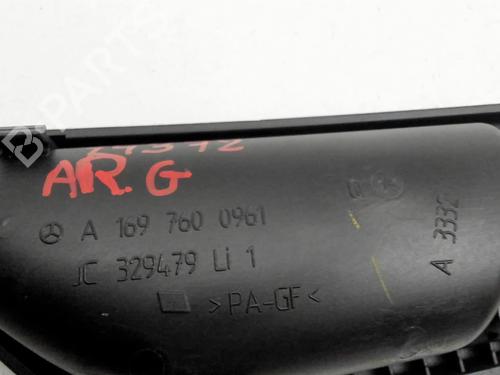 AR.G
A 169 760 0961
JC 329479 Li 1
>PA-GF<
A 3332